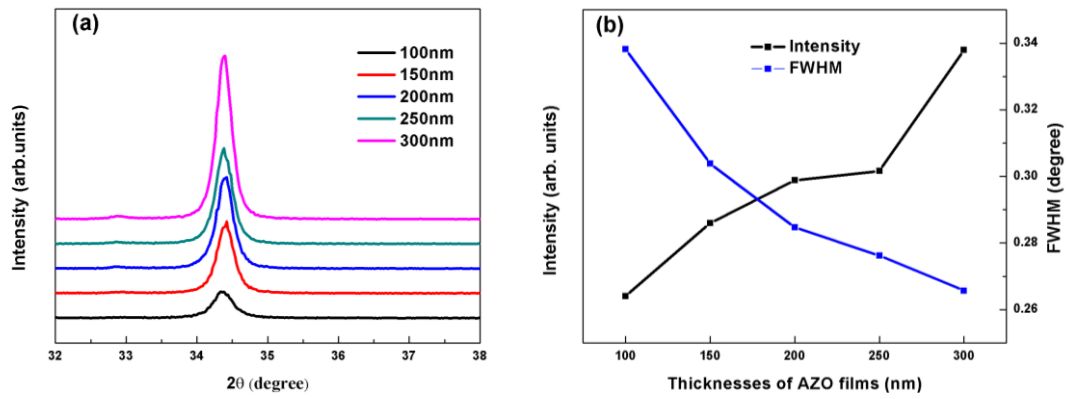 (a)
100nm
150nm
200nm
250nm
300nm
Intensity (arb.units)
32 33 34 35 36 37 38
2θ (degree)
(b)
Intensity
FWHM
Intensity (arb. units)
0.34
0.32
0.30
0.28
0.26
FWHM (degree)
100 150 200 250 300
Thicknesses of AZO films (nm)